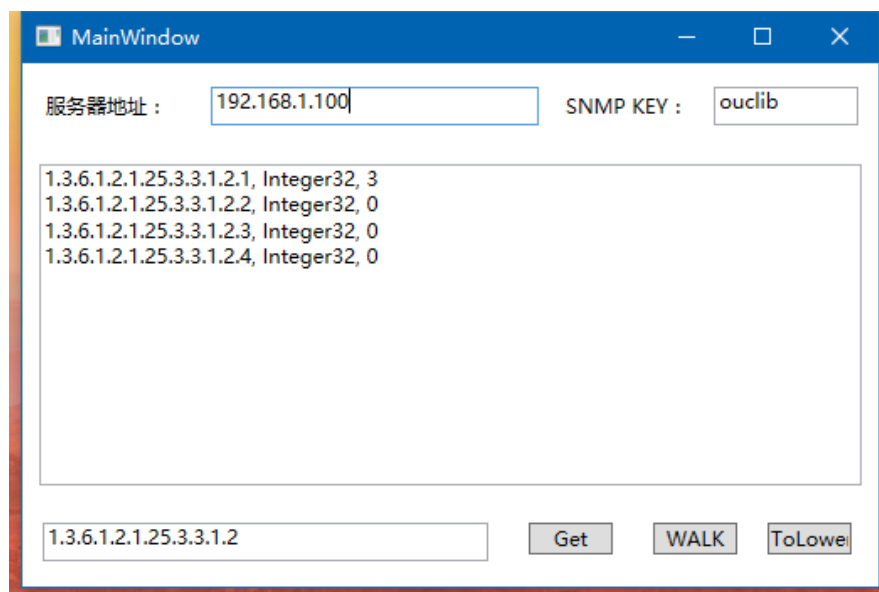 MainWindow
服务器地址： 192.168.1.100 SNMP KEY： ouclib
1.3.6.1.2.1.25.3.3.1.2.1, Integer32, 3
1.3.6.1.2.1.25.3.3.1.2.2, Integer32, 0
1.3.6.1.2.1.25.3.3.1.2.3, Integer32, 0
1.3.6.1.2.1.25.3.3.1.2.4, Integer32, 0
1.3.6.1.2.1.25.3.3.1.2 Get WALK ToLower